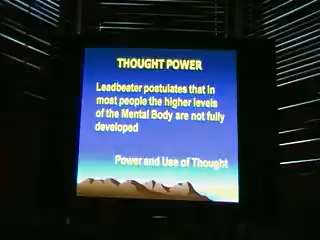 THOUGHT POWER
Leadbeater postulates that in
most people the higher levels
of the Mental Body are not fully
developed
Power and Use of Thought